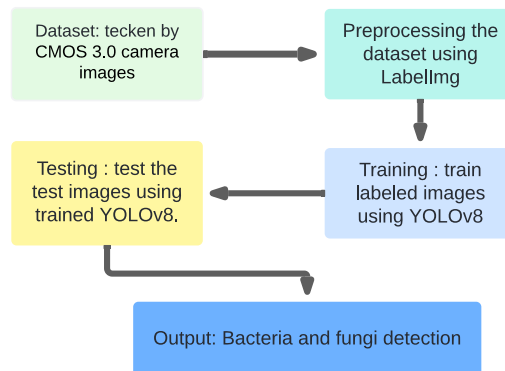 Dataset: tecken by
CMOS 3.0 camera
images
Preprocessing the
dataset using
LabelImg
Training : train
labeled images
using YOLOv8
Testing : test the
test images using
trained YOLOv8.
Output: Bacteria and fungi detection